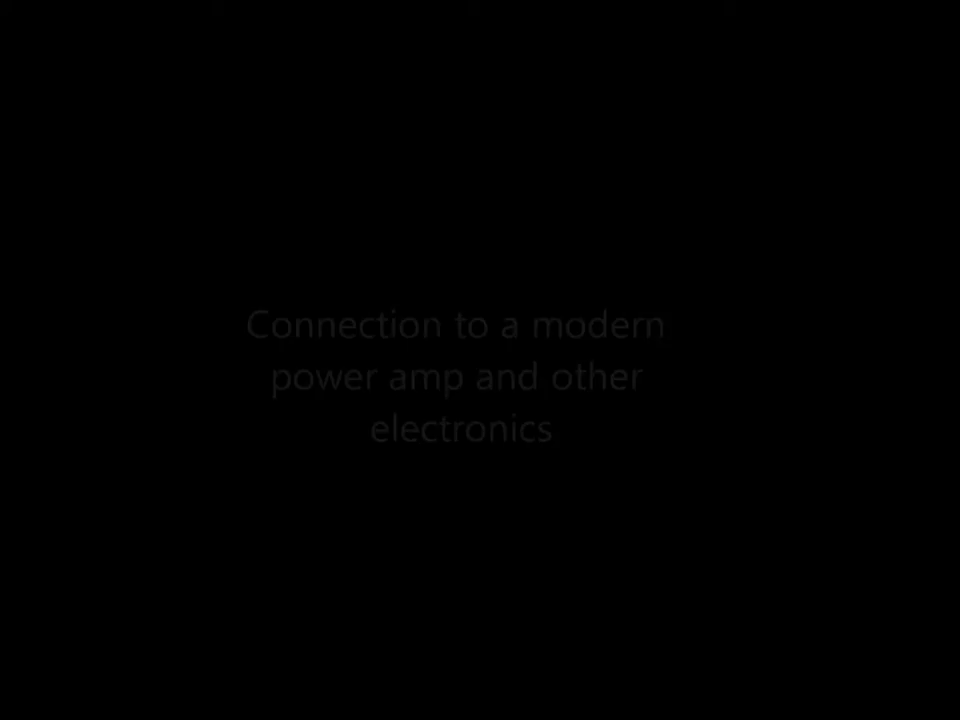 Connection to a modern
power amp and other
electronics